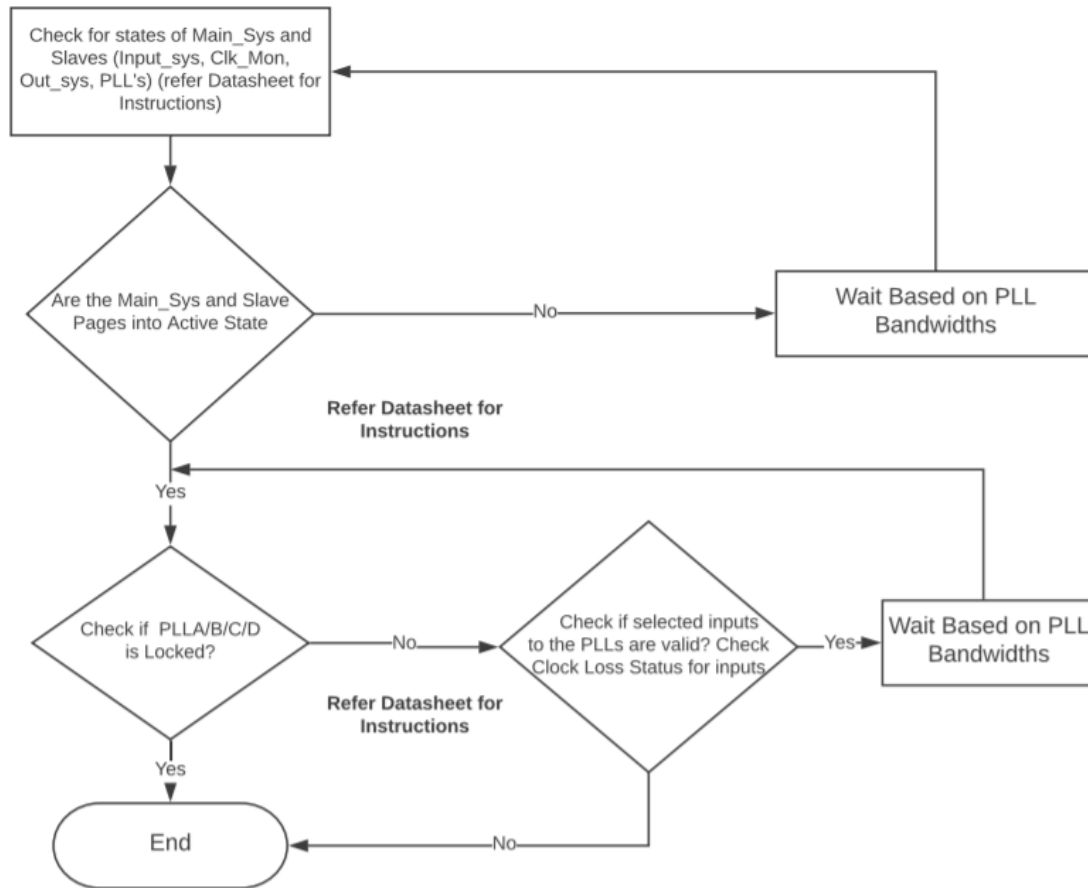 Check for states of Main_Sys and
Slaves (Input_sys, Clk_Mon,
Out_sys, PLL's) (refer Datasheet for
Instructions)
Are the Main_Sys and Slave
Pages into Active State
No
Wait Based on PLL
Bandwidths
Refer Datasheet for
Instructions
Yes
Check if PLLA/B/C/D
is Locked?
No
Check if selected inputs
to the PLLs are valid? Check
Clock Loss Status for inputs
Yes
Wait Based on PLL
Bandwidths
Refer Datasheet for
Instructions
Yes
End
No